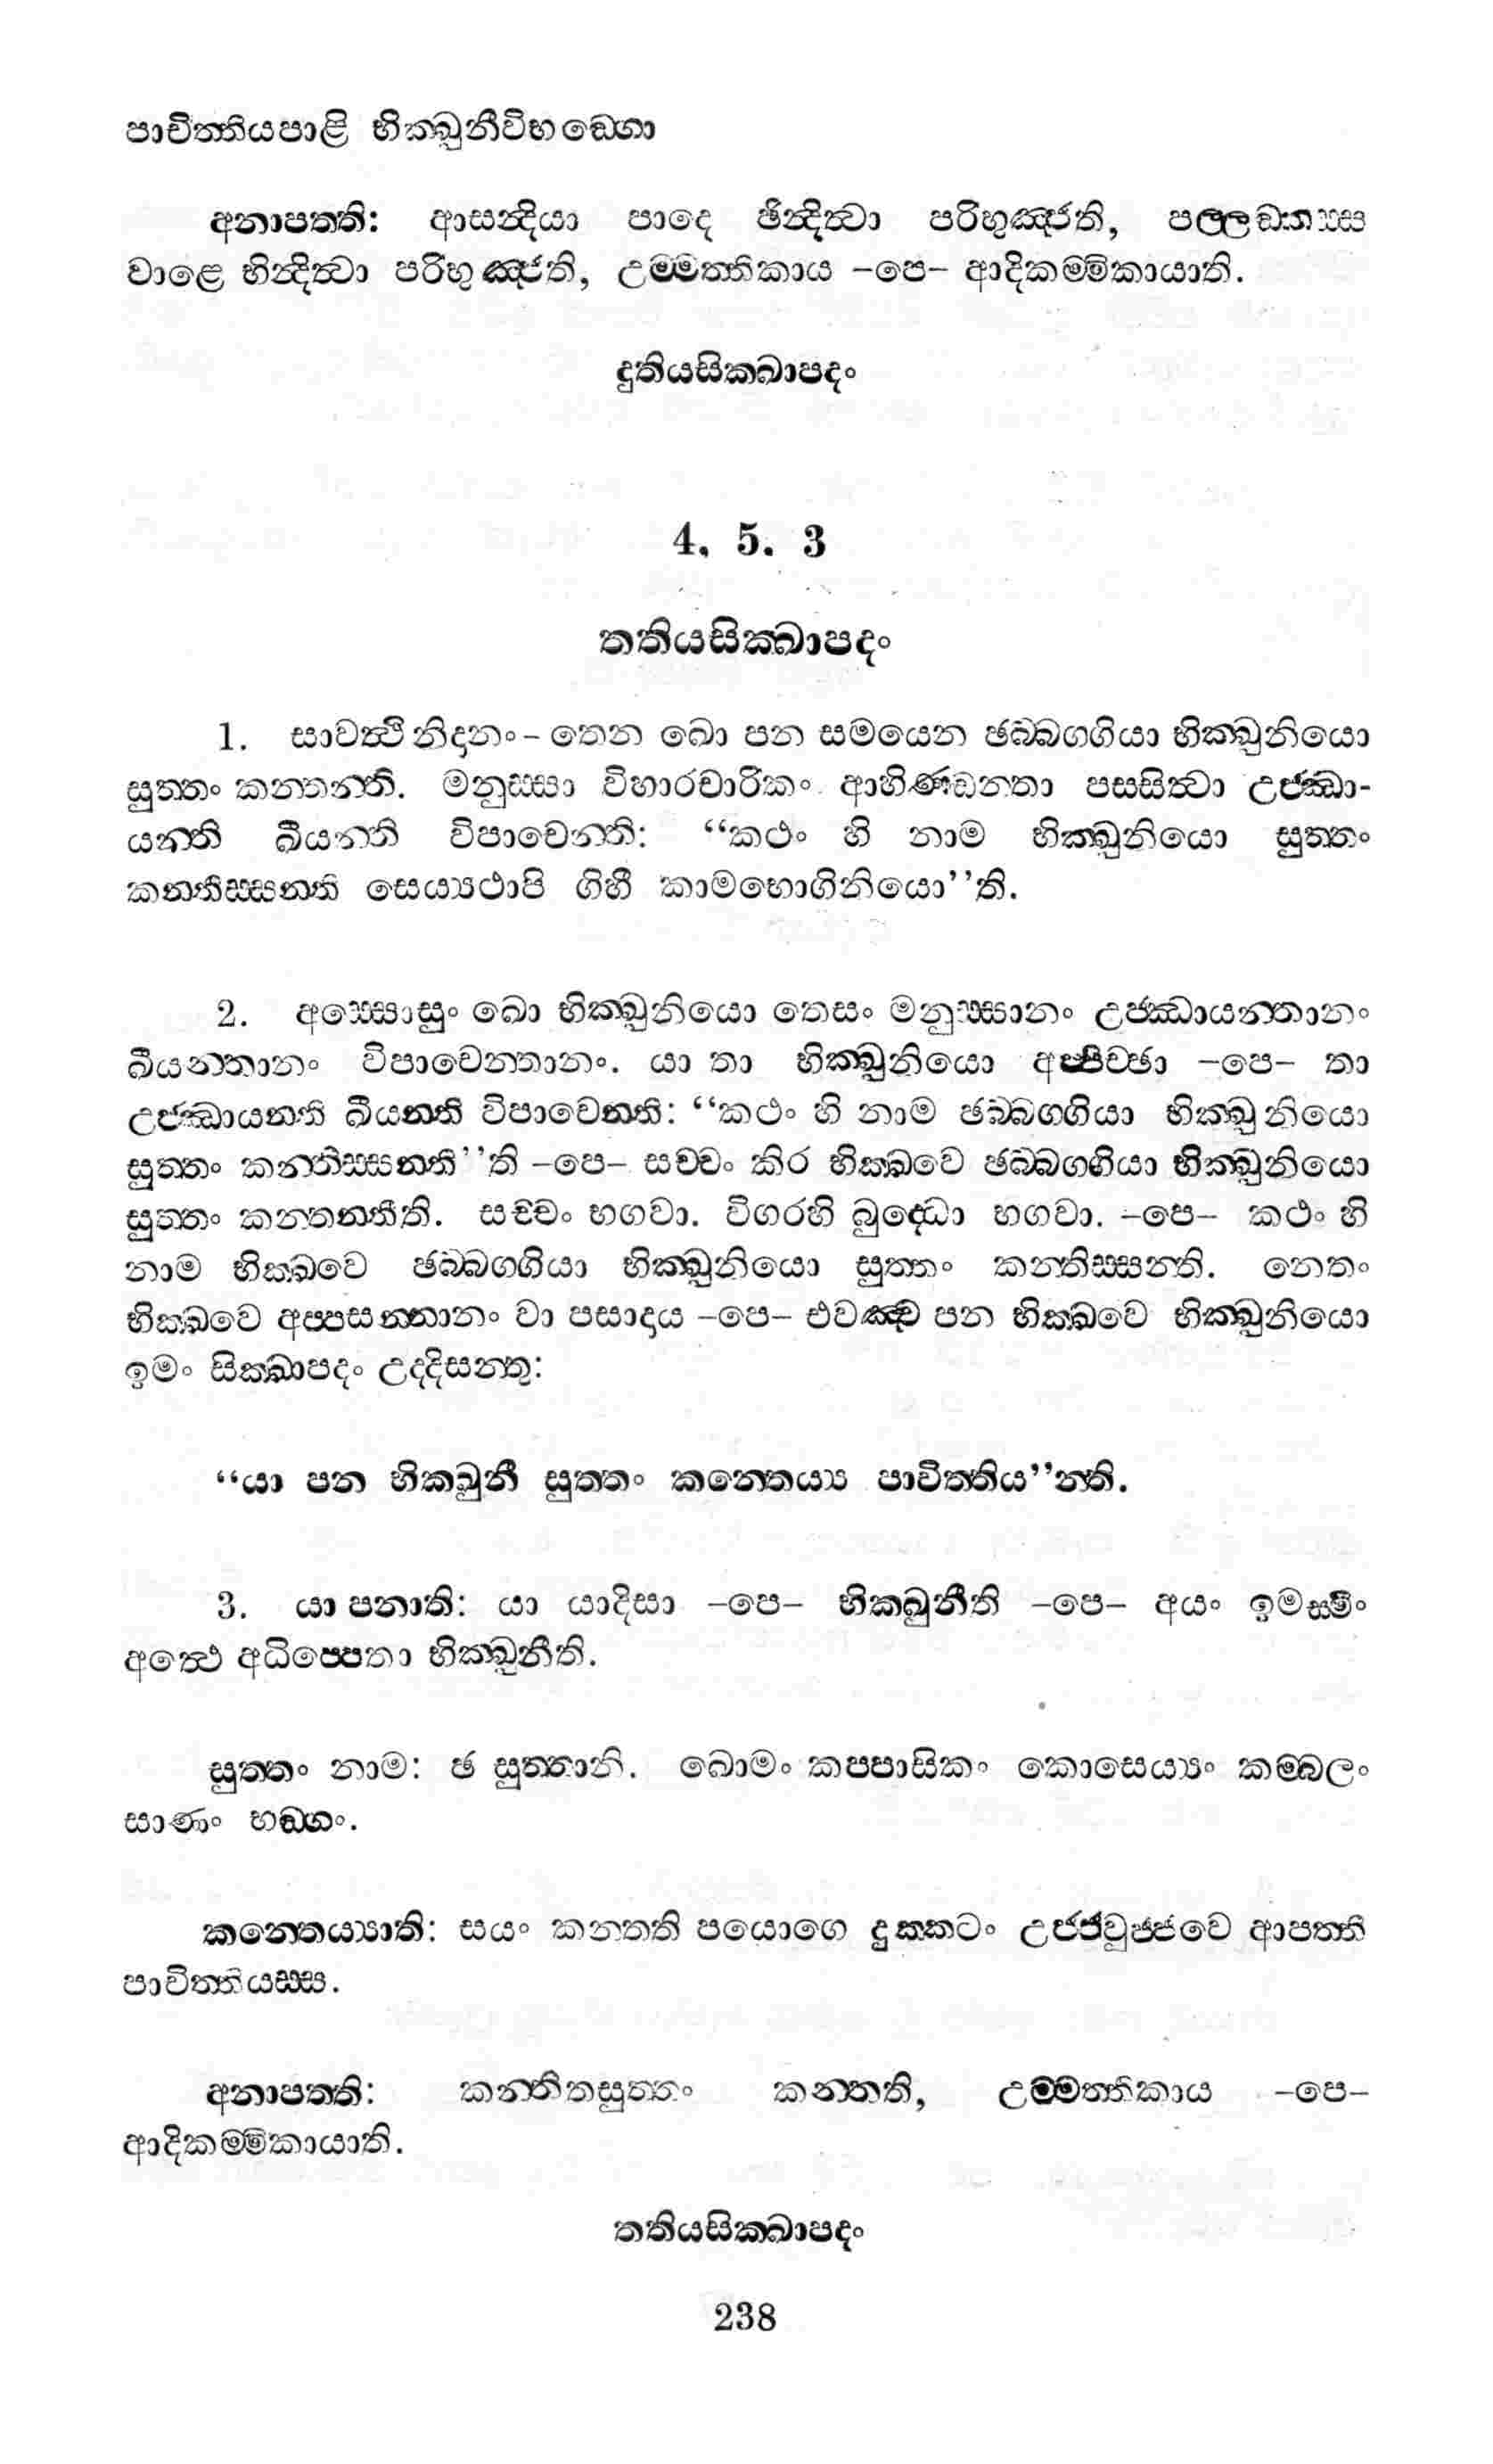 පාචිත්තියපාළි භික්ඛුනීවිභඞ්ගො
අනාපත්ති: ආසන්දියා පාදෙ ඡින්දිත්වා පරිභුඤ්ජති, පල්ලඞ්කස්ස
වාළෙ භින්දිත්වා පරිභුඤ්ජති, උම්මත්තිකාය –පෙ– ආදිකම්මිකායාති.
දුතියසික්ඛාපදං
4. 5. 3
තතියසික්ඛාපදං
1. සාවත්ථිනිදානං– තෙන ඛො පන සමයෙන ඡබ්බග්ගියා භික්ඛුනියො
සුත්තං කන්තන්ති. මනුස්සා විහාරචාරිකං ආහිණ්ඩන්තා පස්සිත්වා උජ්ඣා-
යන්ති ඛීයන්ති විපාචෙන්ති: “කථං හි නාම භික්ඛුනියො සුත්තං
කන්තිස්සන්ති සෙය්‍යථාපි ගිහී කාමභොගිනියො”ති.
2. අස්සොසුං ඛො භික්ඛුනියො තෙසං මනුස්සානං උජ්ඣායන්තානං
ඛීයන්තානං විපාචෙන්තානං. යා තා භික්ඛුනියො අප්පිච්ඡා –පෙ– තා
උජ්ඣායන්ති ඛීයන්ති විපාචෙන්ති: “කථං හි නාම ඡබ්බග්ගියා භික්ඛුනියො
සුත්තං කන්තිස්සන්ති”ති –පෙ– සච්චං කිර භික්ඛවෙ ඡබ්බග්ගියා භික්ඛුනියො
සුත්තං කන්තන්තීති. සච්චං භගවා. විගරහි බුද්ධො භගවා. –පෙ– කථං හි
නාම භික්ඛවෙ ඡබ්බග්ගියා භික්ඛුනියො සුත්තං කන්තිස්සන්ති. නෙතං
භික්ඛවෙ අප්පසන්නානං වා පසාදාය –පෙ– එවඤ්ච පන භික්ඛවෙ භික්ඛුනියො
ඉමං සික්ඛාපදං උද්දිසන්තු:
“යා පන භික්ඛුනී සුත්තං කන්තෙය්‍ය පාචිත්තිය”න්ති.
3. යා පනාති: යා යාදිසා –පෙ– භික්ඛුනීති –පෙ– අයං ඉමස්මිං
අත්ථෙ අධිප්පෙතා භික්ඛුනීති.
සුත්තං නාම: ඡ සුත්තානි. ඛොමං කප්පාසිකං කොසෙය්‍යං කම්බලං
සාණං භඞ්ගං.
කන්තෙය්‍යාති: සයං කන්තති පයොගෙ දුක්කටං උජ්ජවුජ්ජවෙ ආපත්ති
පාචිත්තියස්ස.
අනාපත්ති: කන්තිතසුත්තං කන්තති, උම්මත්තිකාය –පෙ–
ආදිකම්මිකායාති.
තතියසික්ඛාපදං
238